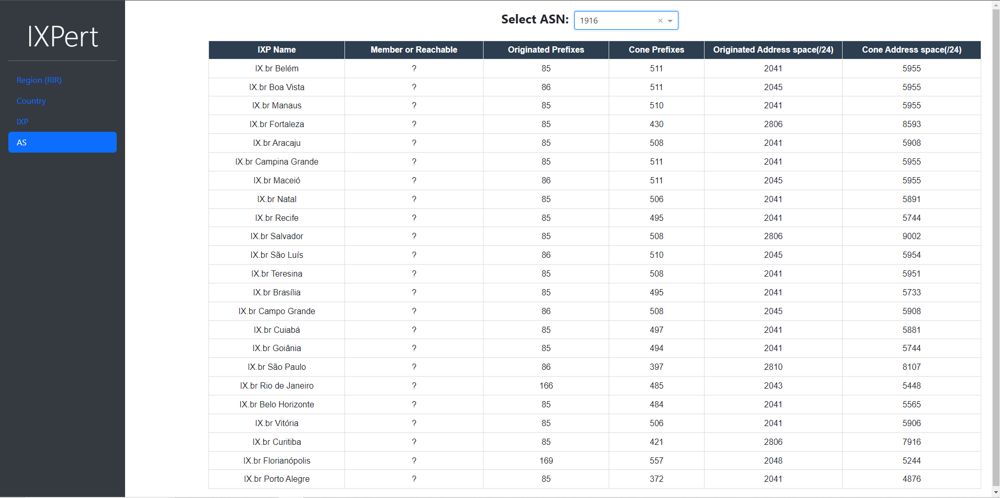 IXPert
Region (RIR)
Country
IXP
AS
Select ASN: 1916 × 
IXP Name Member or Reachable Originated Prefixes Cone Prefixes Originated Address space(/24) Cone Address space(/24)
IX.br Belém ? 85 511 2041 5955
IX.br Boa Vista ? 86 511 2045 5955
IX.br Manaus ? 85 510 2041 5955
IX.br Fortaleza ? 85 430 2806 8593
IX.br Aracaju ? 85 508 2041 5908
IX.br Campina Grande ? 85 511 2041 5955
IX.br Maceió ? 86 511 2045 5955
IX.br Natal ? 85 506 2041 5891
IX.br Recife ? 85 495 2041 5744
IX.br Salvador ? 85 508 2806 9002
IX.br São Luís ? 86 510 2045 5954
IX.br Teresina ? 85 508 2041 5951
IX.br Brasília ? 85 495 2041 5733
IX.br Campo Grande ? 86 508 2045 5908
IX.br Cuiabá ? 85 497 2041 5881
IX.br Goiânia ? 85 494 2041 5744
IX.br São Paulo ? 86 397 2810 8107
IX.br Rio de Janeiro ? 166 485 2043 5448
IX.br Belo Horizonte ? 85 484 2041 5565
IX.br Vitória ? 85 506 2041 5906
IX.br Curitiba ? 85 421 2806 7916
IX.br Florianópolis ? 169 557 2048 5244
IX.br Porto Alegre ? 85 372 2041 4876